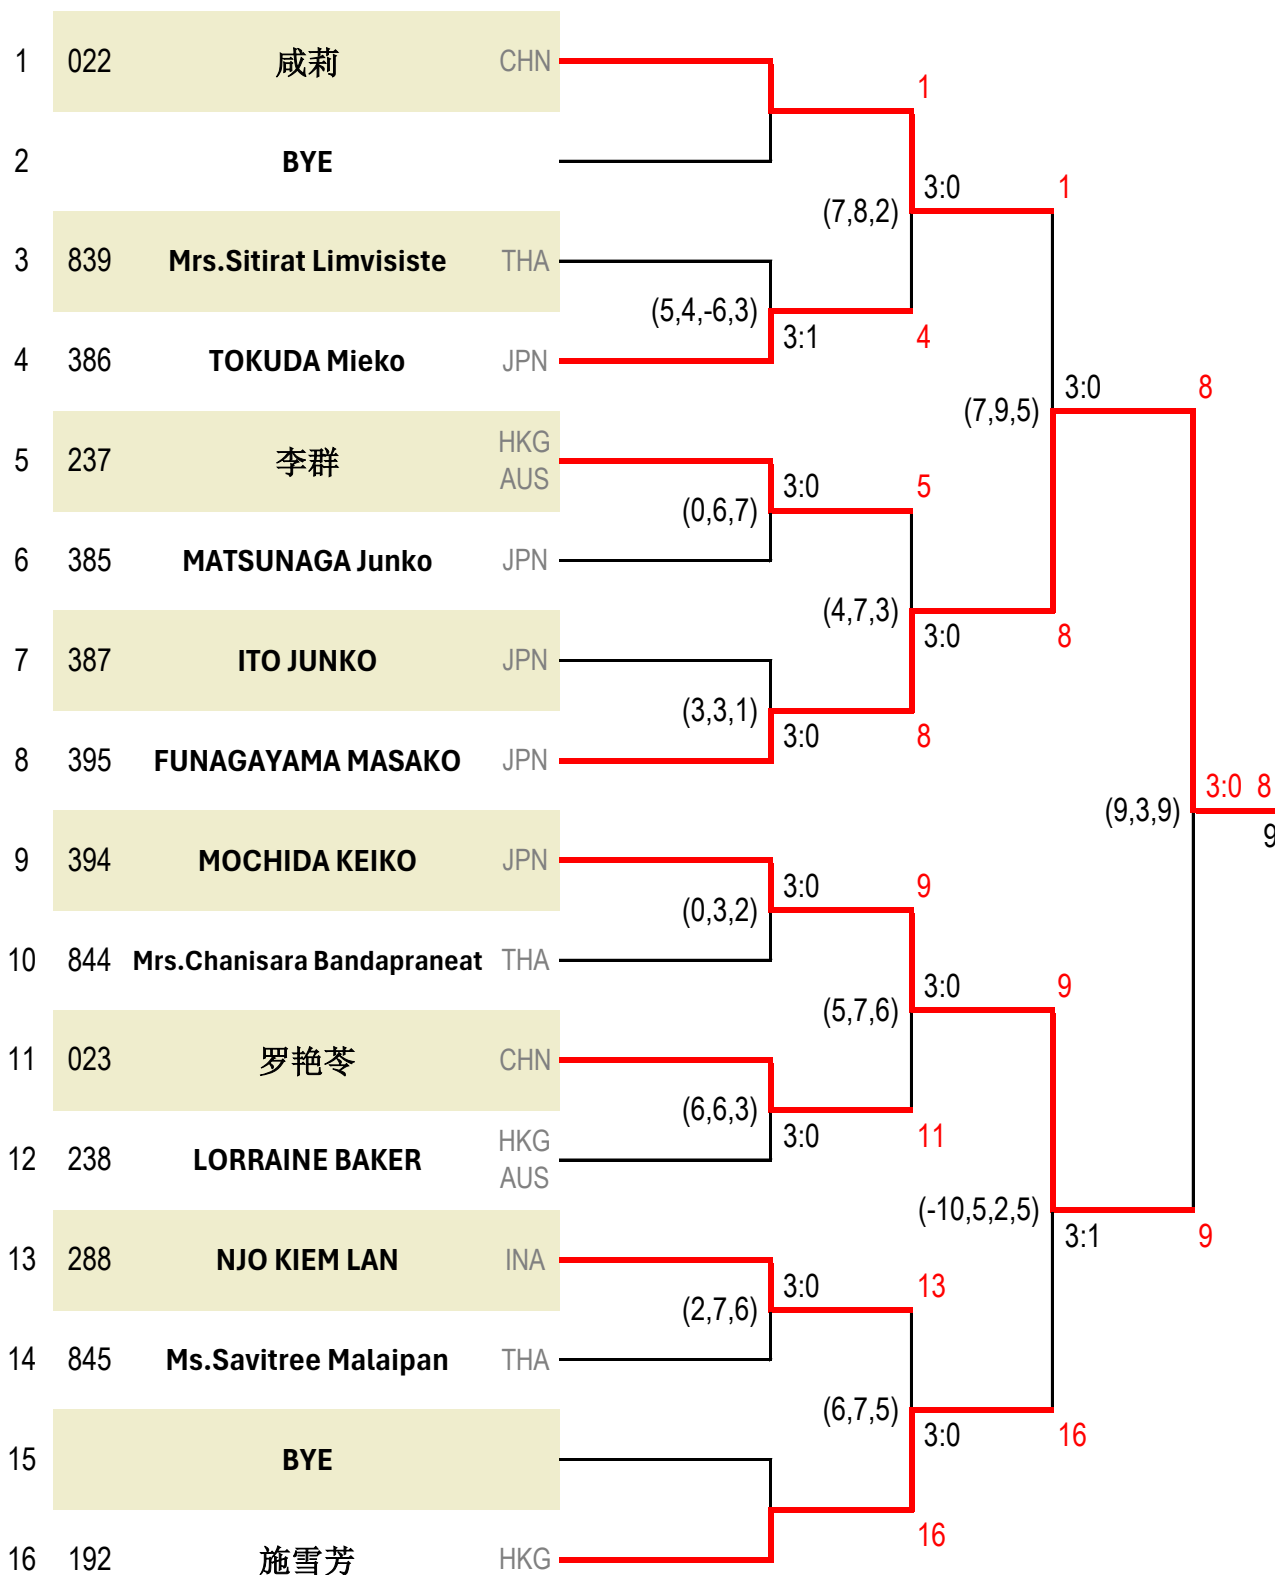 1 022 咸莉 CHN
1
2 BYE
3:0 1
(7,8,2)
3 839 Mrs.Sitirat Limvisiste THA
(5,4,-6,3)
3:1 4
4 386 TOKUDA Mieko JPN
3:0 8
(7,9,5)
5 237 李群 HKG
AUS
3:0 5
(0,6,7)
6 385 MATSUNAGA Junko JPN
(4,7,3)
3:0 8
7 387 ITO JUNKO JPN
(3,3,1)
3:0 8
8 395 FUNAGAYAMA MASAKO JPN
3:0 8
(9,3,9)
9
9 394 MOCHIDA KEIKO JPN
3:0 9
(0,3,2)
10 844 Mrs.Chanisara Bandapraneat THA
3:0 9
(5,7,6)
11 023 罗艳苓 CHN
(6,6,3)
3:0 11
12 238 LORRAINE BAKER HKG
AUS
(-10,5,2,5)
3:1 9
13 288 NJO KIEM LAN INA
3:0 13
(2,7,6)
14 845 Ms.Savitree Malaipan THA
(6,7,5)
3:0 16
15 BYE
16
16 192 施雪芳 HKG